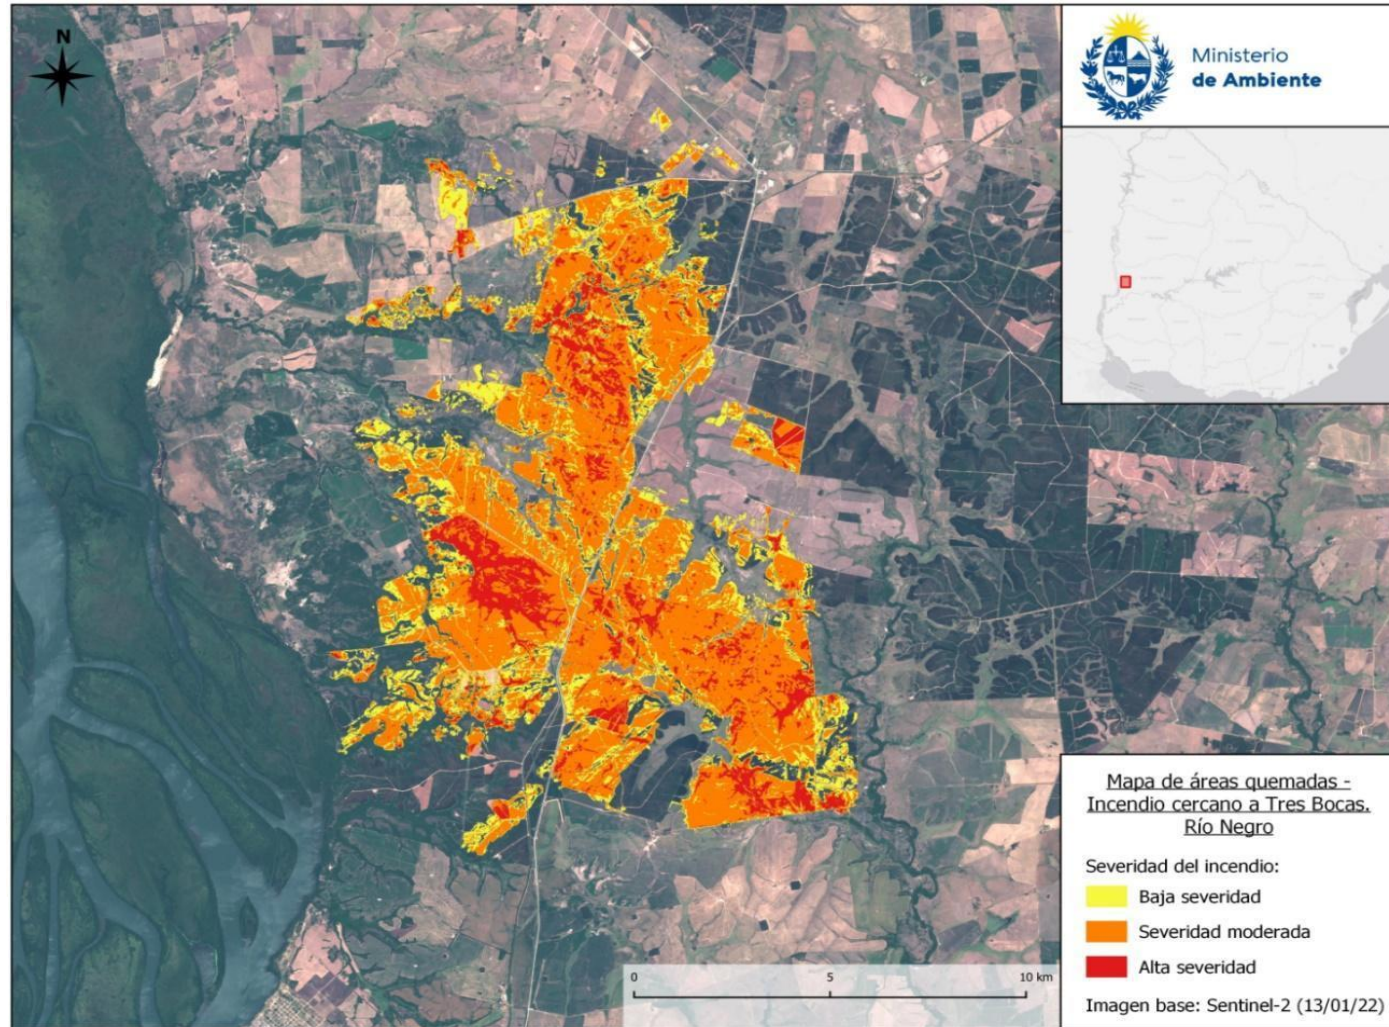 N
Ministerio
de Ambiente
Mapa de áreas quemadas -
Incendio cercano a Tres Bocas.
Río Negro
Severidad del incendio:
Baja severidad
Severidad moderada
Alta severidad
Imagen base: Sentinel-2 (13/01/22)
0 5 10 km